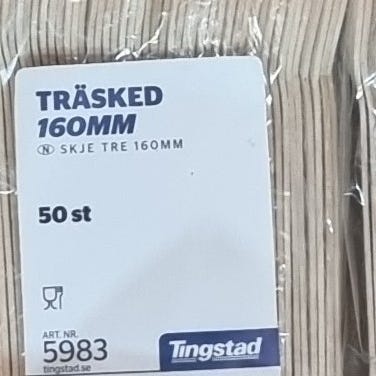 TRÄSKED
160MM
N SKJE TRE 160MM
50 st
ART. NR.
5983
tingstad.se
Tingstad